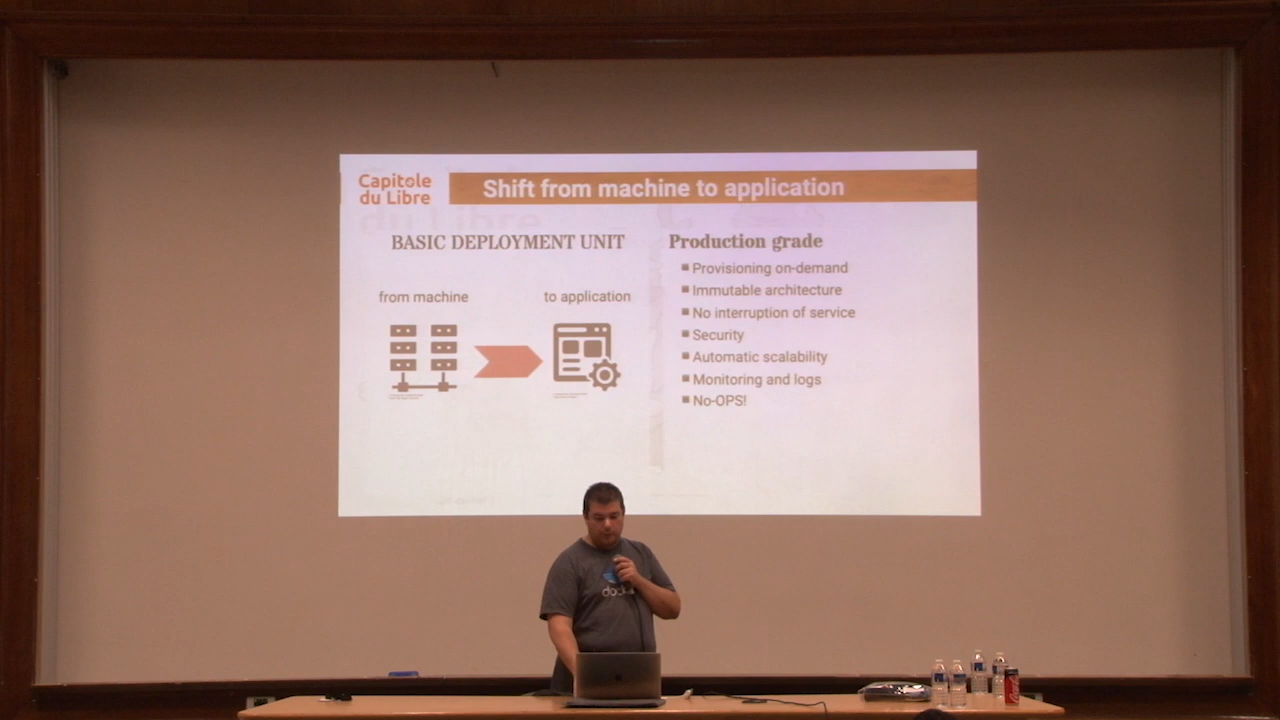 Capitole
du Libre
Shift from machine to application
BASIC DEPLOYMENT UNIT
from machine
to application
Production grade
Provisioning on-demand
Immutable architecture
No interruption of service
Security
Automatic scalability
Monitoring and logs
No-OPS!